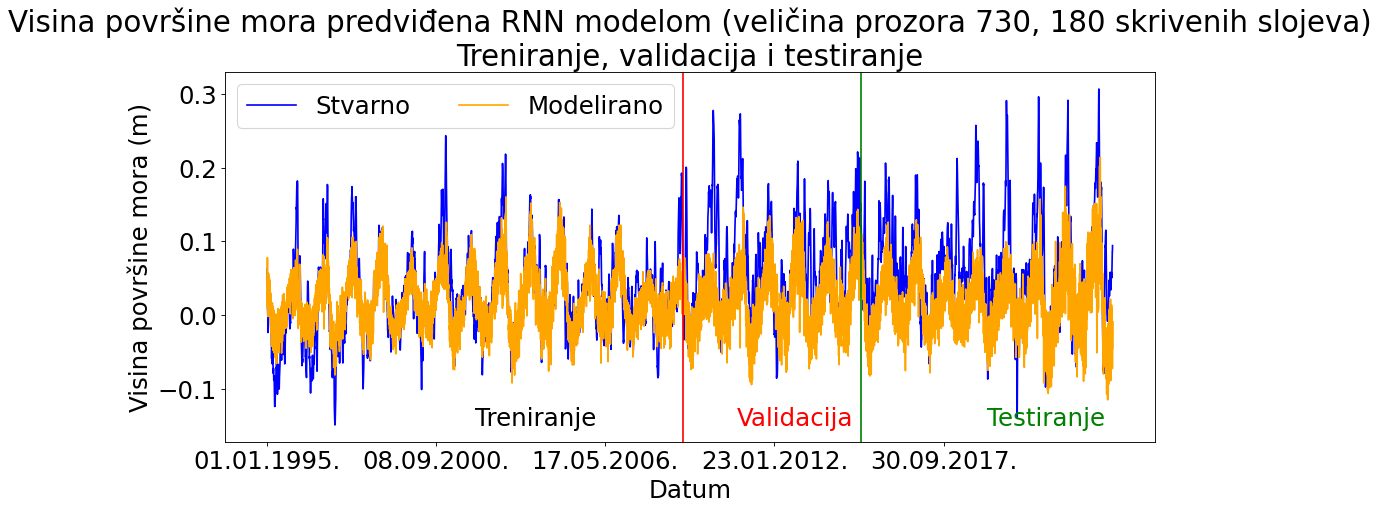 Visina površine mora predviđena RNN modelom (veličina prozora 730, 180 skrivenih slojeva)
Treniranje, validacija i testiranje
Stvarno Modelirano
Visina površine mora (m)
0.3
0.2
0.1
0.0
−0.1
Treniranje Validacija Testiranje
01.01.1995. 08.09.2000. 17.05.2006. 23.01.2012. 30.09.2017.
Datum